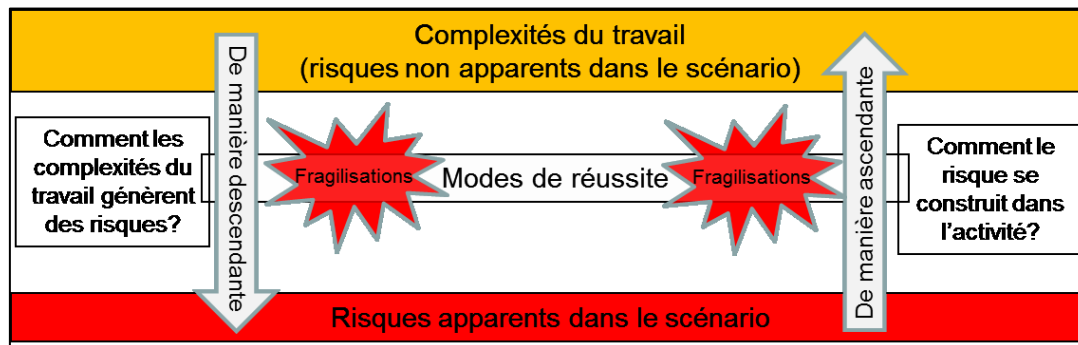 Complexités du travail
(risques non apparents dans le scénario)
De manière descendante
De manière ascendante
Comment les
complexités du
travail génèrent
des risques?
Fragilisations
Modes de réussite
Fragilisations
Comment le
risque se
construit dans
l'activité?
Risques apparents dans le scénario